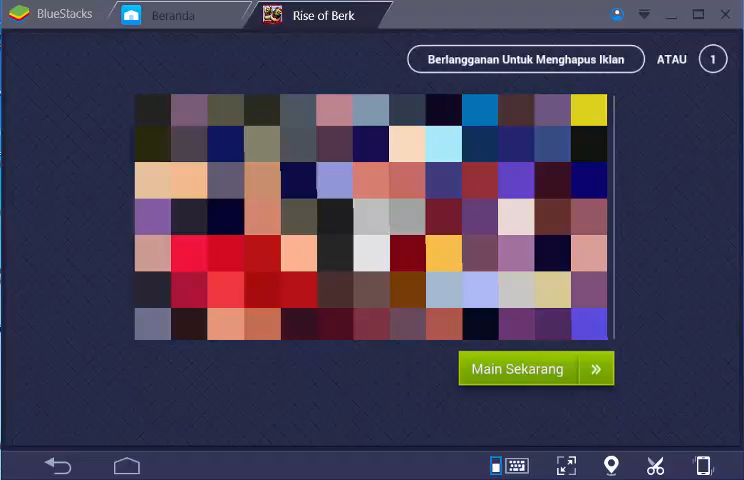 BlueStacks
Beranda
Rise of Berk
Berlangganan Untuk Menghapus Iklan
ATAU
1
Main Sekarang